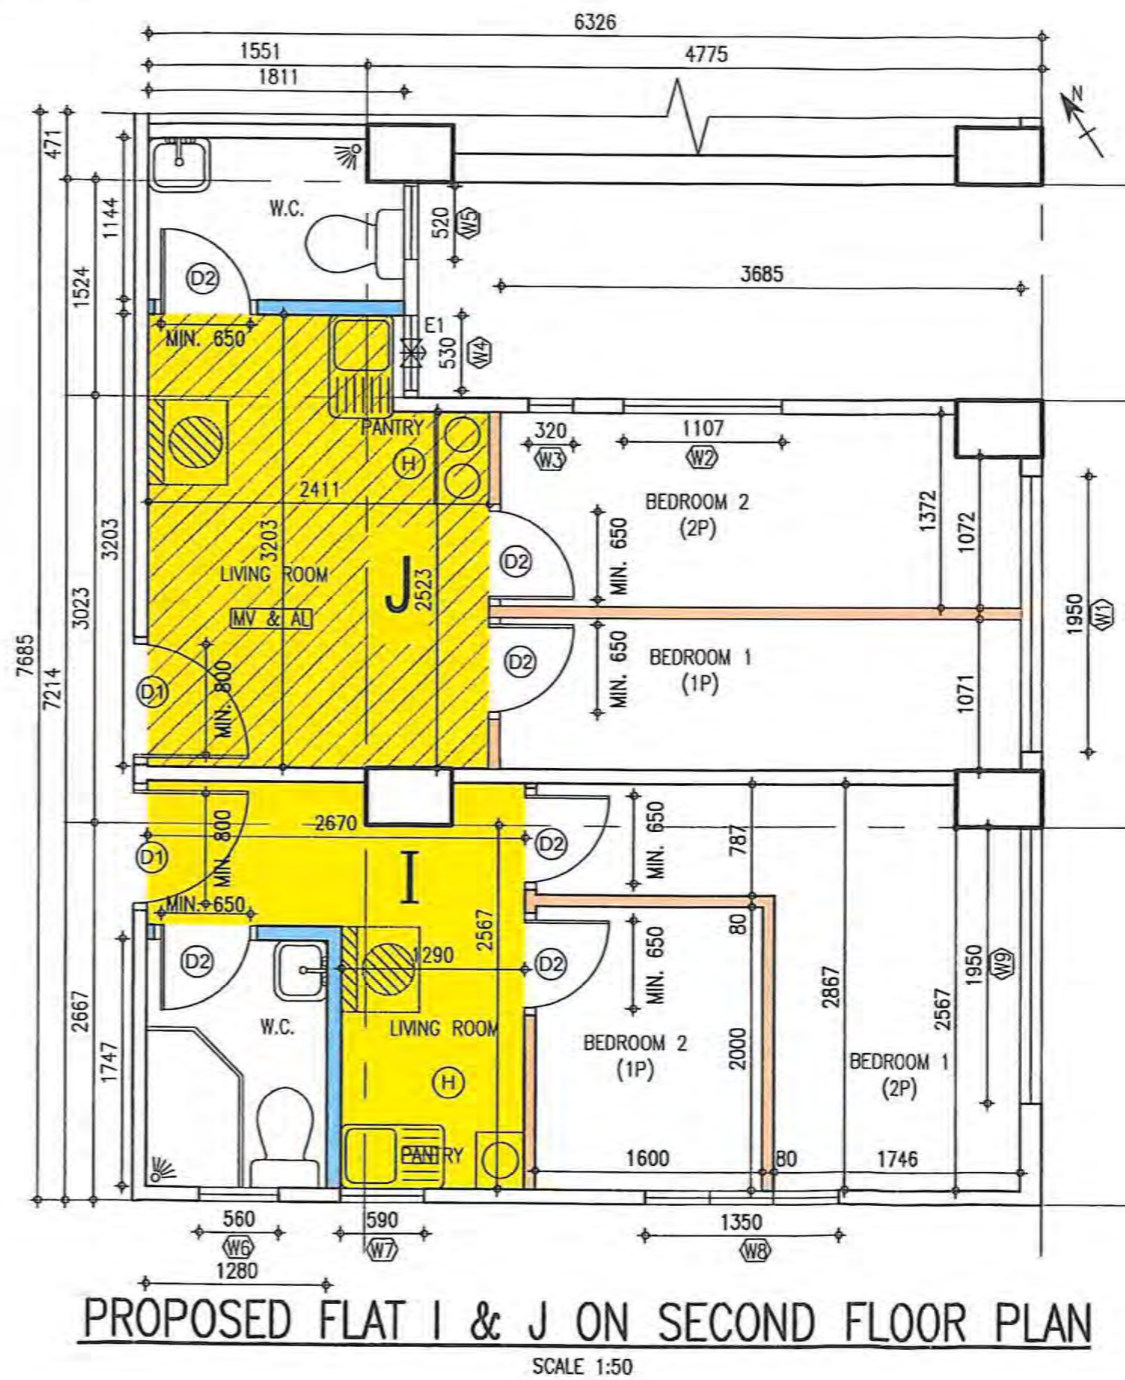 6326
1551
4775
1811
N
471
W.C.
1144
520
W5
D2
3685
1524
MIN. 650
E1
530
W4
PANTRY
320
1107
W3
W2
H
2411
BEDROOM 2
(2P)
1372
1072
MIN. 650
D2
3203
3203
LIVING ROOM
J
2523
3023
MV & AL
1950
W1
7685
7214
D2
MIN. 650
BEDROOM 1
(1P)
D1
MIN. 800
1071
2670
D1
MIN. 800
I
D2
MIN. 650
787
MIN. 650
80
D2
1290
2567
D2
MIN. 650
2867
2567
1950
W9
2667
W.C.
LIVING ROOM
BEDROOM 2
(1P)
2000
BEDROOM 1
(2P)
1747
H
PANTRY
1600
80
1746
560
590
1350
W6
W7
W8
1280
PROPOSED FLAT I & J ON SECOND FLOOR PLAN
SCALE 1:50